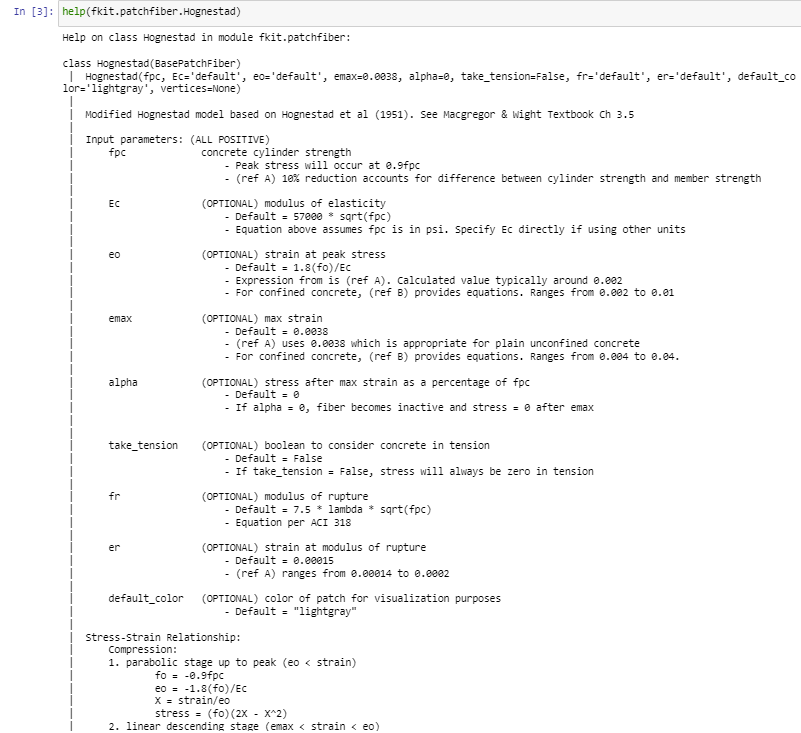 In [3]: help(fkit.patchfiber.Hognestad)
Help on class Hognestad in module fkit.patchfiber:
class Hognestad(BasePatchFiber)
 |  Hognestad(fpc, Ec='default', eo='default', emax=0.0038, alpha=0, take_tension=False, fr='default', er='default', default_co
lor='lightgray', vertices=None)
 |
 |  Modified Hognestad model based on Hognestad et al (1951). See Macgregor & Wight Textbook Ch 3.5
 |
 |  Input parameters: (ALL POSITIVE)
 |      fpc             concrete cylinder strength
 |                          - Peak stress will occur at 0.9fpc
 |                          - (ref A) 10% reduction accounts for difference between cylinder strength and member strength
 |
 |      Ec              (OPTIONAL) modulus of elasticity
 |                          - Default = 57000 * sqrt(fpc)
 |                          - Equation above assumes fpc is in psi. Specify Ec directly if using other units
 |
 |      eo              (OPTIONAL) strain at peak stress
 |                          - Default = 1.8(fo)/Ec
 |                          - Expression from is (ref A). Calculated value typically around 0.002
 |                          - For confined concrete, (ref B) provides equations. Ranges from 0.002 to 0.01
 |
 |      emax            (OPTIONAL) max strain
 |                          - Default = 0.0038
 |                          - (ref A) uses 0.0038 which is appropriate for plain unconfined concrete
 |                          - For confined concrete, (ref B) provides equations. Ranges from 0.004 to 0.04.
 |
 |      alpha           (OPTIONAL) stress after max strain as a percentage of fpc
 |                          - Default = 0
 |                          - If alpha = 0, fiber becomes inactive and stress = 0 after emax
 |
 |
 |      take_tension    (OPTIONAL) boolean to consider concrete in tension
 |                          - Default = False
 |                          - If take_tension = False, stress will always be zero in tension
 |
 |      fr              (OPTIONAL) modulus of rupture
 |                          - Default = 7.5 * lambda * sqrt(fpc)
 |                          - Equation per ACI 318
 |
 |      er              (OPTIONAL) strain at modulus of rupture
 |                          - Default = 0.00015
 |                          - (ref A) ranges from 0.00014 to 0.0002
 |
 |      default_color   (OPTIONAL) color of patch for visualization purposes
 |                          - Default = "lightgray"
 |
 |  Stress-Strain Relationship:
 |      Compression:
 |      1. parabolic stage up to peak (eo < strain)
 |              fo = -0.9fpc
 |              eo = -1.8(fo)/Ec
 |              X = strain/eo
 |              stress = (fo)(2X - X^2)
 |      2. linear descending stage (emax < strain < eo)